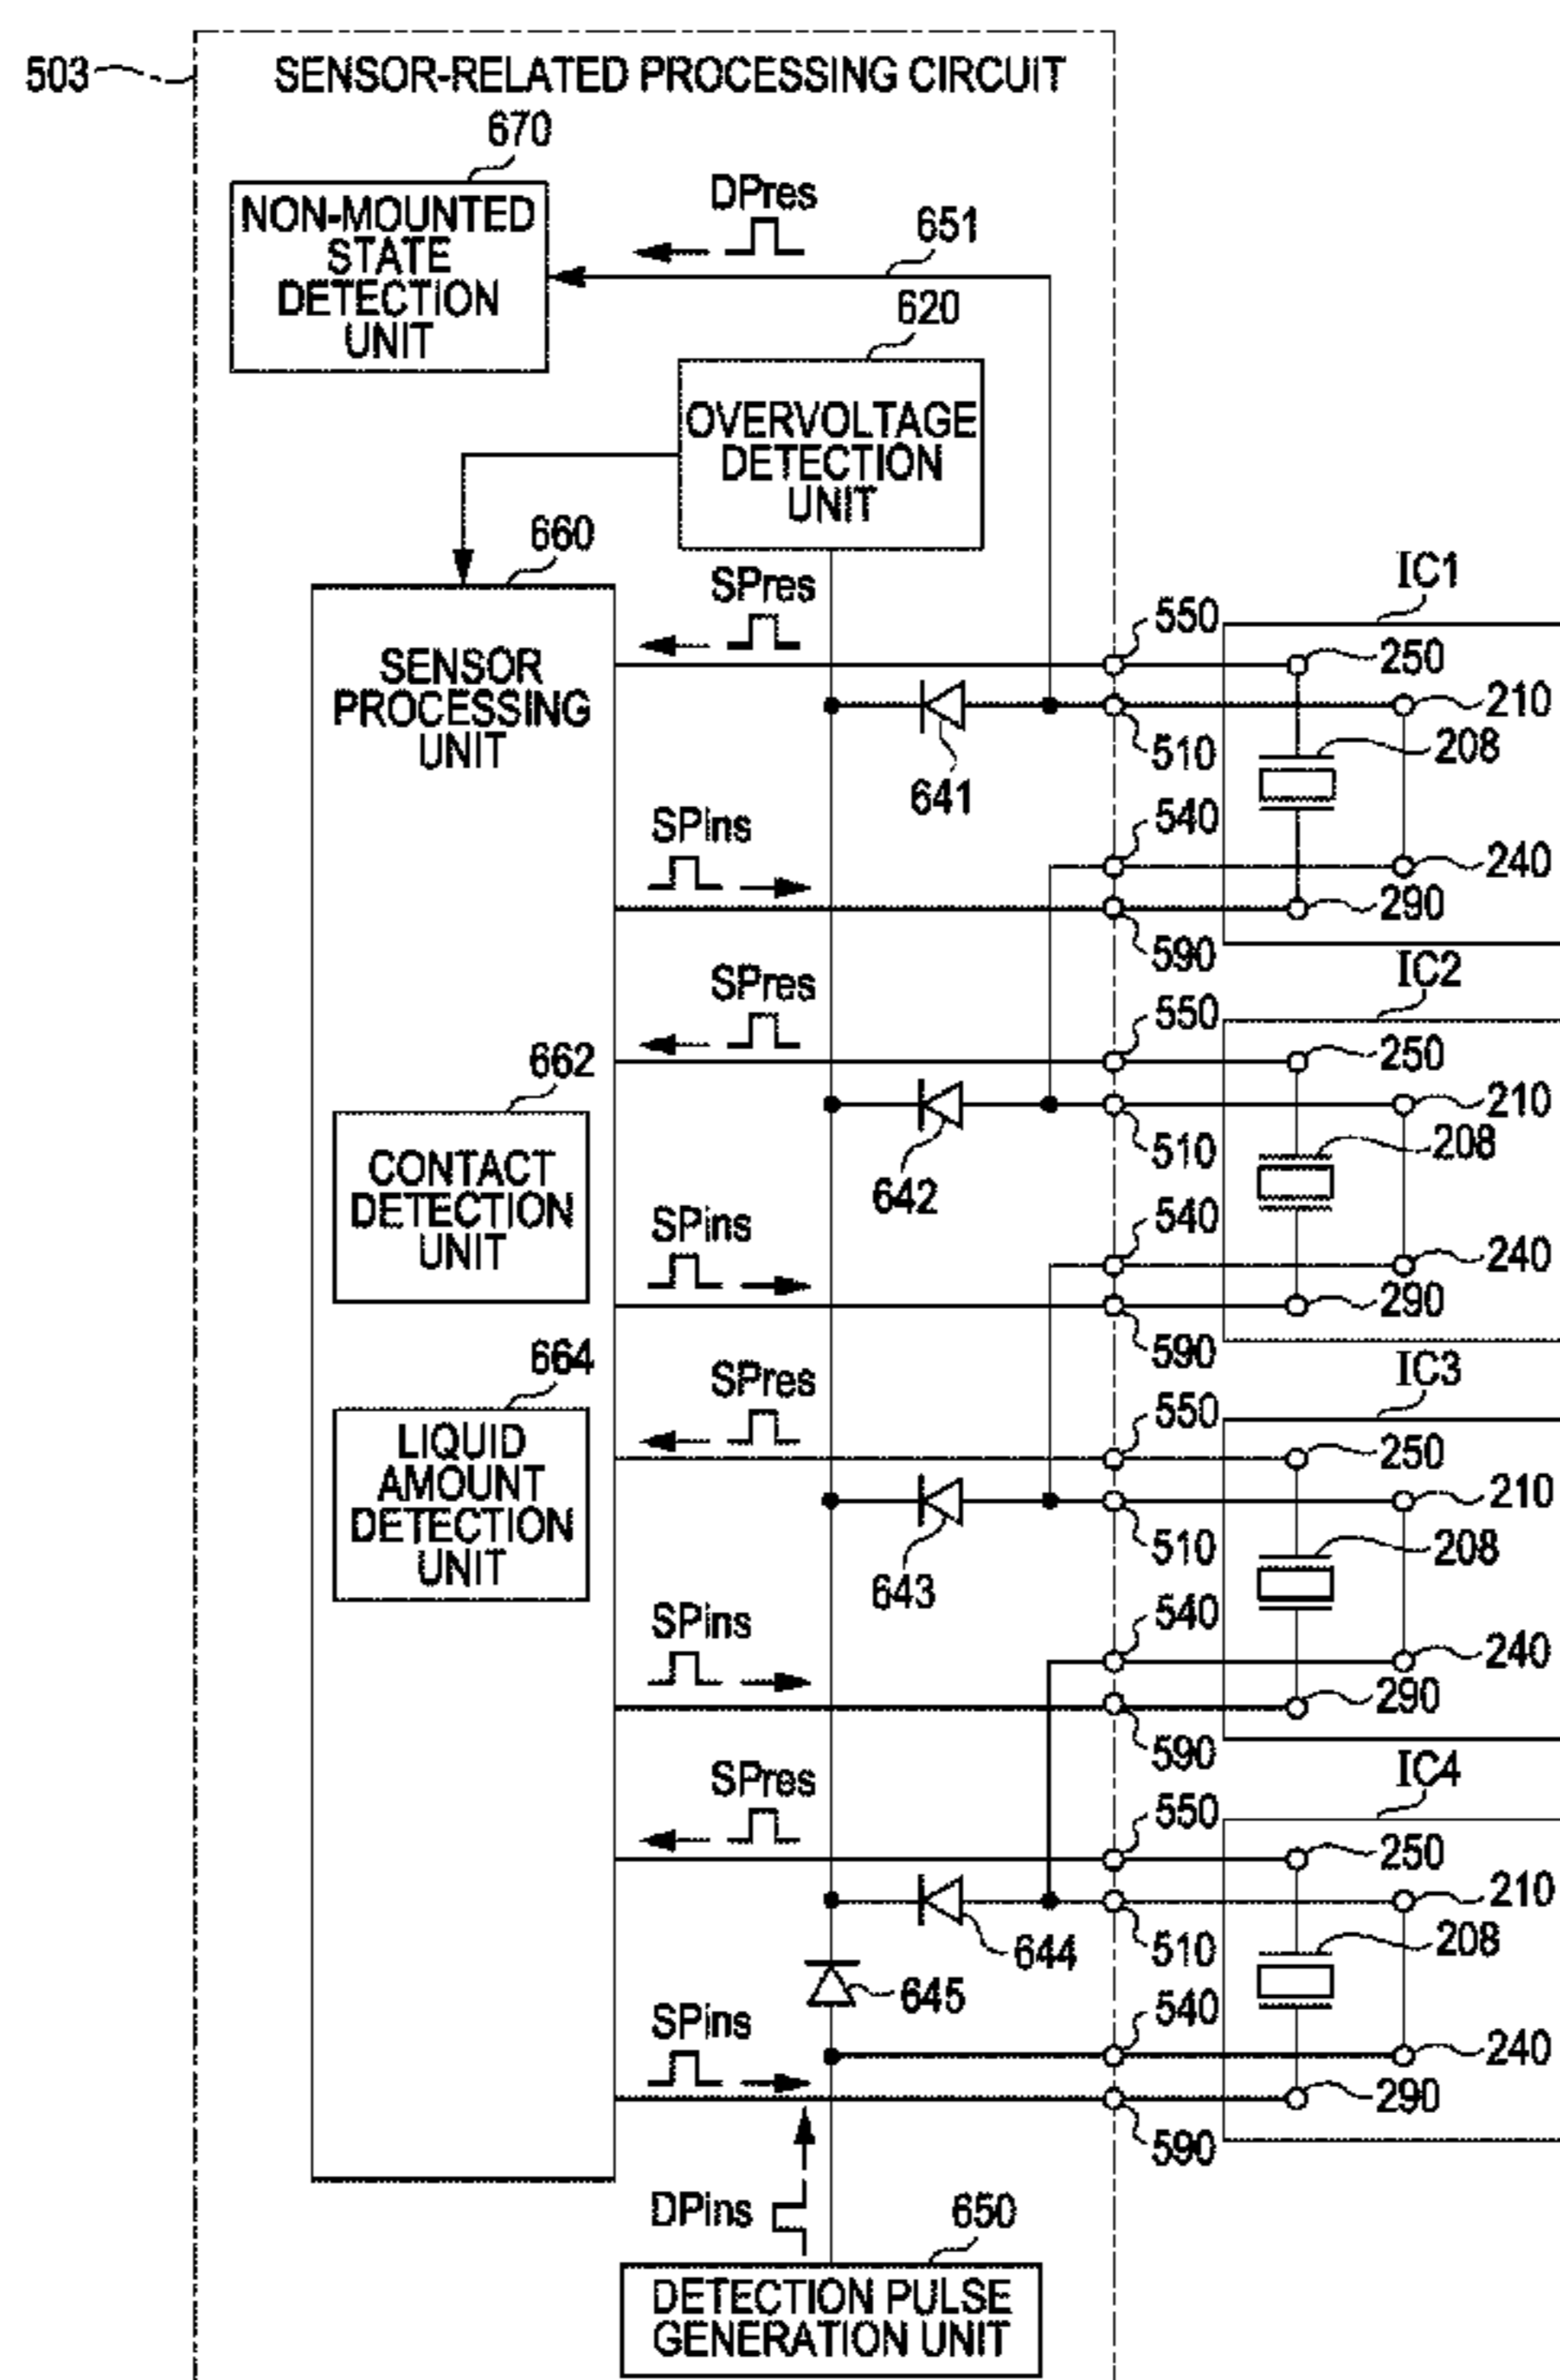 503
SENSOR-RELATED PROCESSING CIRCUIT
670
NON-MOUNTED
STATE
DETECTION
UNIT
DPres
651
620
OVERVOLTAGE
DETECTION
UNIT
660
SENSOR
PROCESSING
UNIT
SPres
550
IC1
250
210
510
208
641
540
SPins
240
290
590
IC2
SPres
550
250
662
210
510
208
CONTACT
DETECTION
UNIT
642
540
SPins
240
290
590
IC3
664
SPres
550
250
LIQUID
AMOUNT
DETECTION
UNIT
210
510
208
643
540
SPins
240
290
590
IC4
SPres
550
250
210
510
208
644
645
540
SPins
240
290
590
DPins
650
DETECTION PULSE
GENERATION UNIT